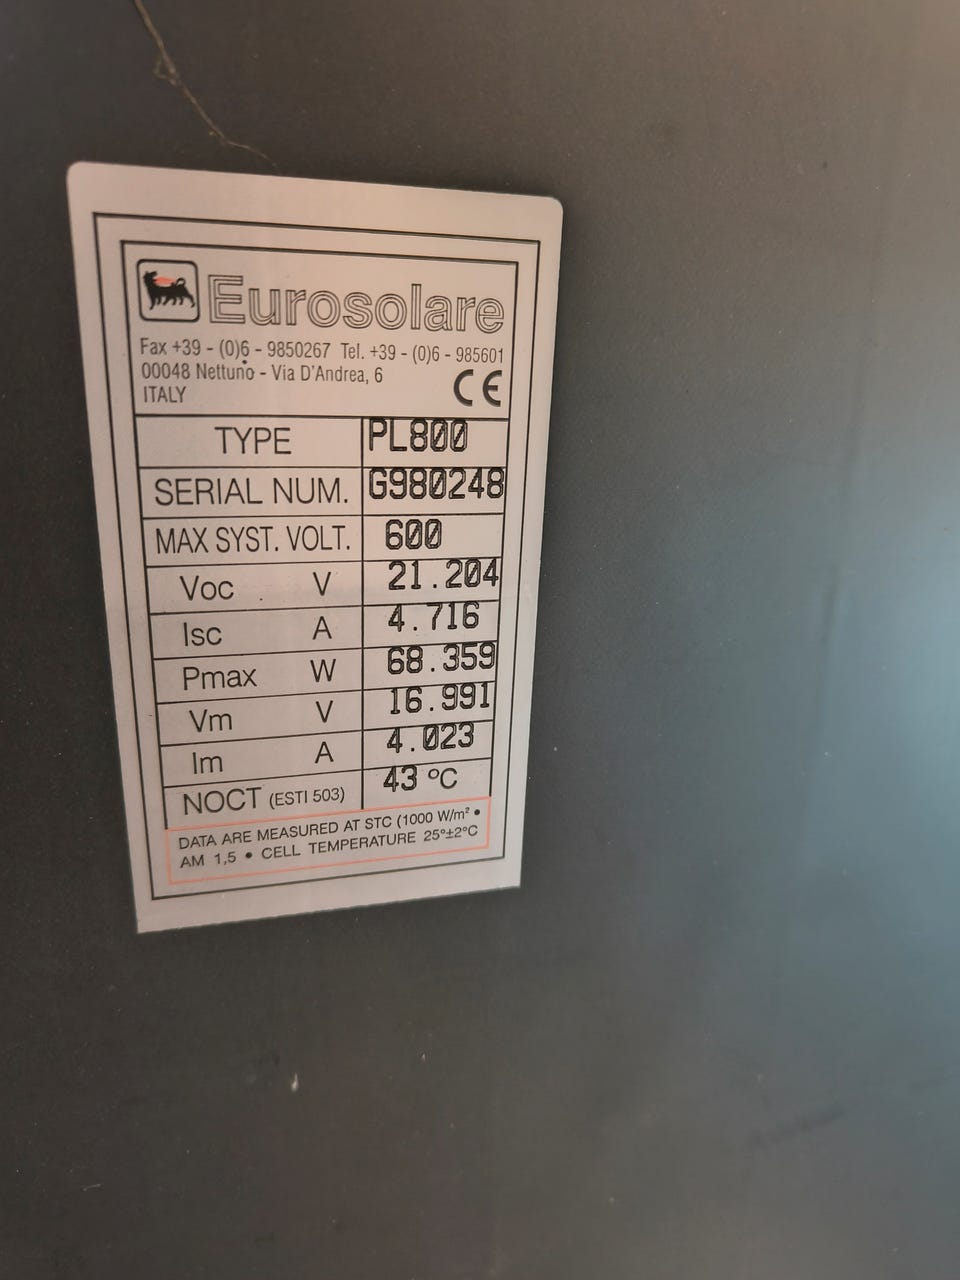 Eurosolare
Fax +39 - (0)6 - 9850267 Tel. +39 - (0)6 - 985601
00048 Nettuno - Via D'Andrea, 6
ITALY CE
TYPE PL800
SERIAL NUM. G980248
MAX SYST. VOLT. 600
Voc V 21.204
Isc A 4.716
Pmax W 68.359
Vm V 16.991
Im A 4.023
NOCT (ESTI 503) 43 °C
DATA ARE MEASURED AT STC (1000 W/m² •
AM 1,5 • CELL TEMPERATURE 25°±2°C